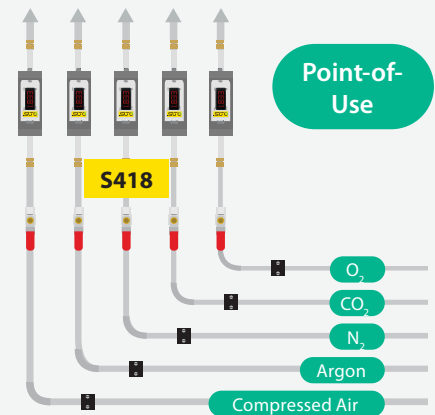 Point-of-
Use
S418
O₂
CO₂
N₂
Argon
Compressed Air